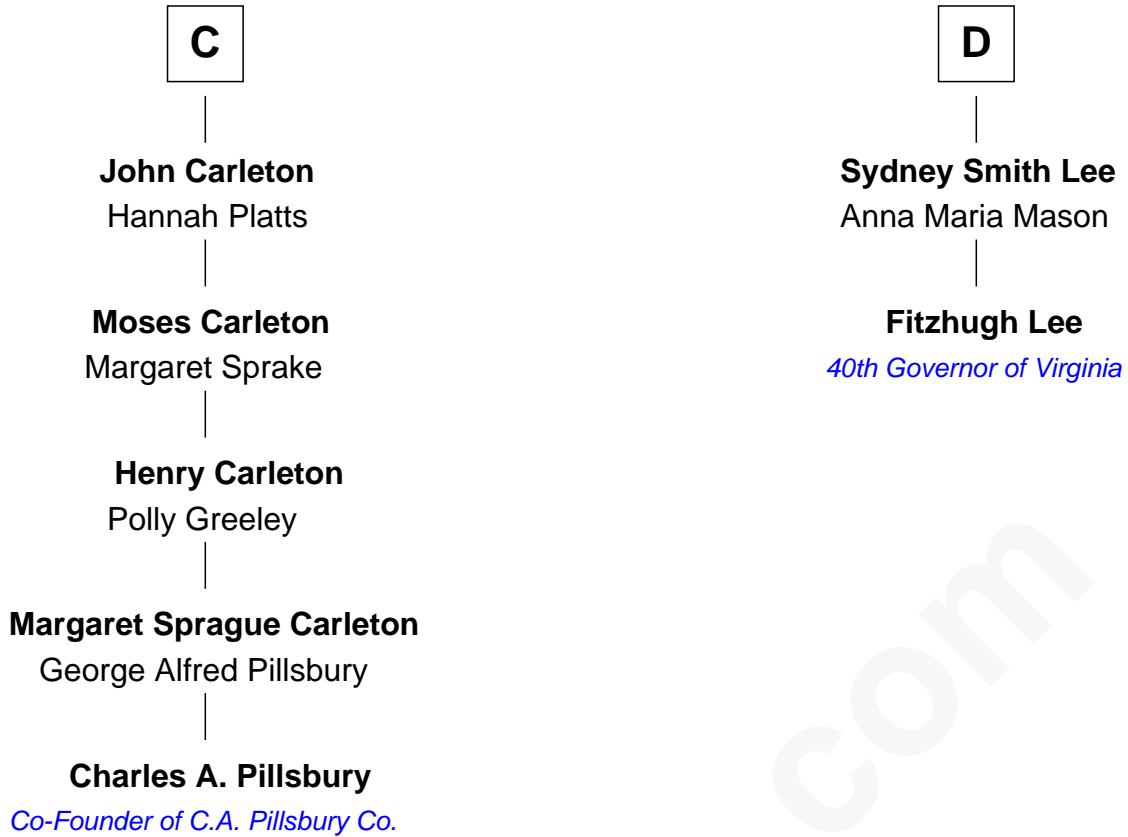 C
John Carleton
Hannah Platts
Moses Carleton
Margaret Sprake
Henry Carleton
Polly Greeley
Margaret Sprague Carleton
George Alfred Pillsbury
Charles A. Pillsbury
Co-Founder of C.A. Pillsbury Co.
D
Sydney Smith Lee
Anna Maria Mason
Fitzhugh Lee
40th Governor of Virginia
com